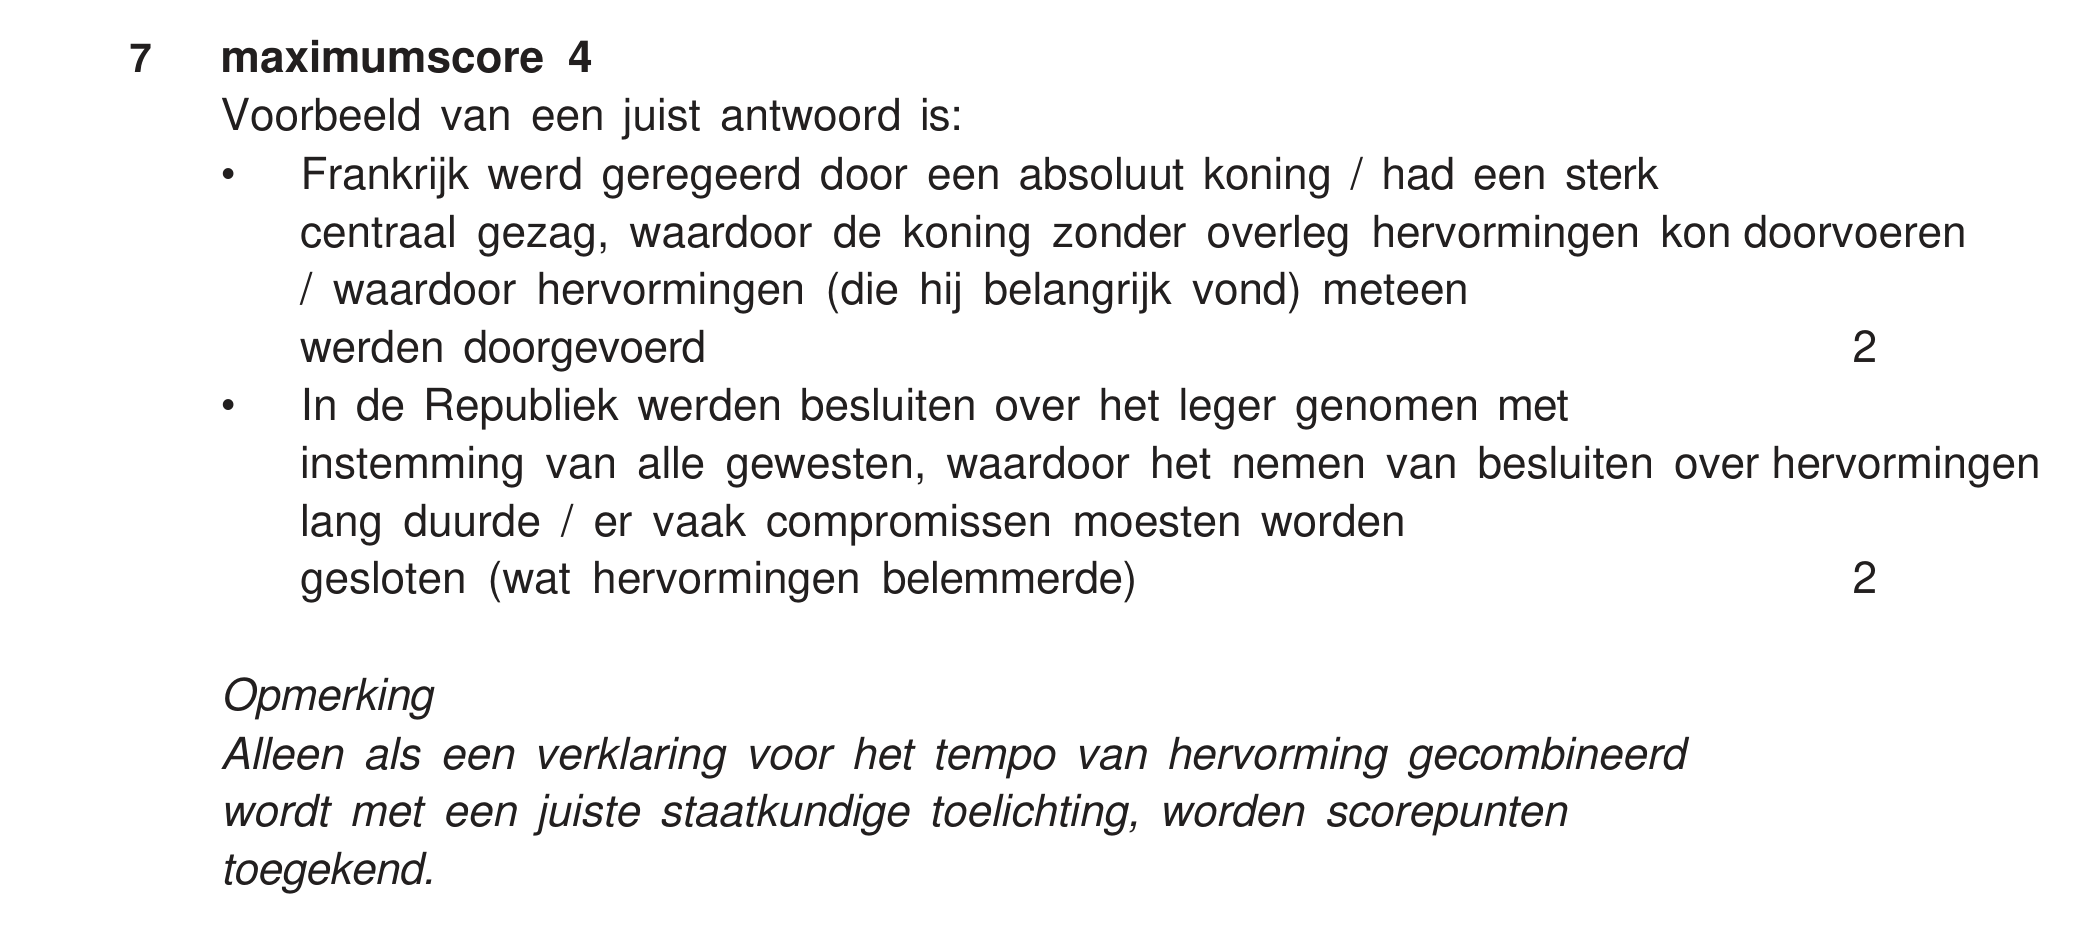 7 maximumscore 4
Voorbeeld van een juist antwoord is:
• Frankrijk werd geregeerd door een absoluut koning / had een sterk
centraal gezag, waardoor de koning zonder overleg hervormingen kon doorvoeren
/ waardoor hervormingen (die hij belangrijk vond) meteen
werden doorgevoerd 2
• In de Republiek werden besluiten over het leger genomen met
instemming van alle gewesten, waardoor het nemen van besluiten over hervormingen
lang duurde / er vaak compromissen moesten worden
gesloten (wat hervormingen belemmerde) 2
Opmerking
Alleen als een verklaring voor het tempo van hervorming gecombineerd
wordt met een juiste staatkundige toelichting, worden scorepunten
toegekend.